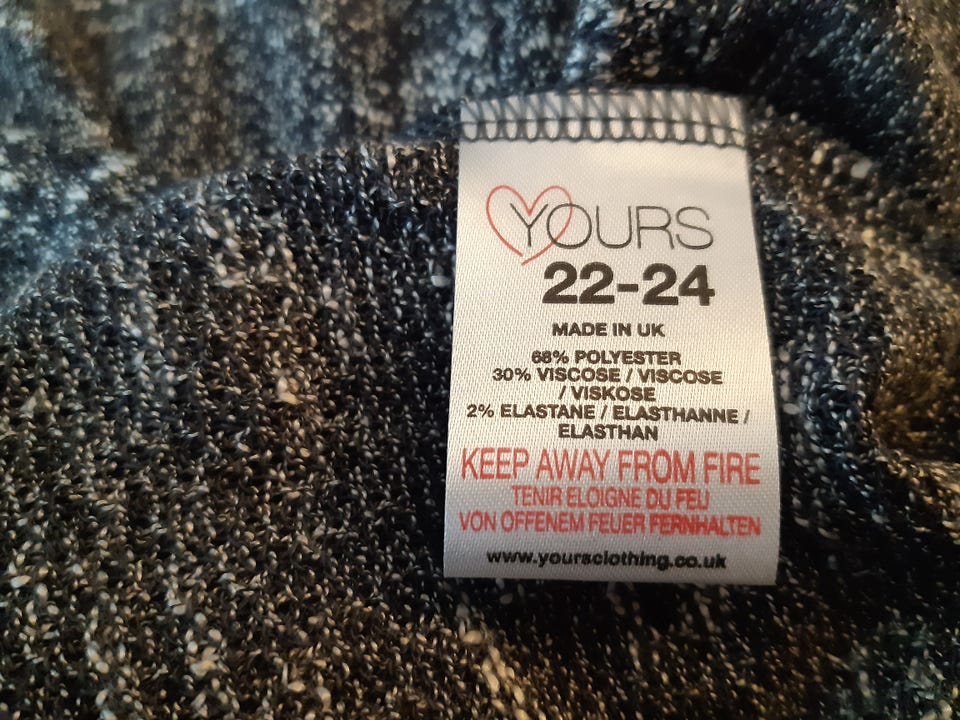 YOURS
22-24
MADE IN UK
68% POLYESTER
30% VISCOSE / VISCOSE
/ VISKOSE
2% ELASTANE / ELASTHANNE /
ELASTHAN
KEEP AWAY FROM FIRE
TENIR ELOIGNE DU FEU
VON OFFENEM FEUER FERNHALTEN
www.yoursclothing.co.uk